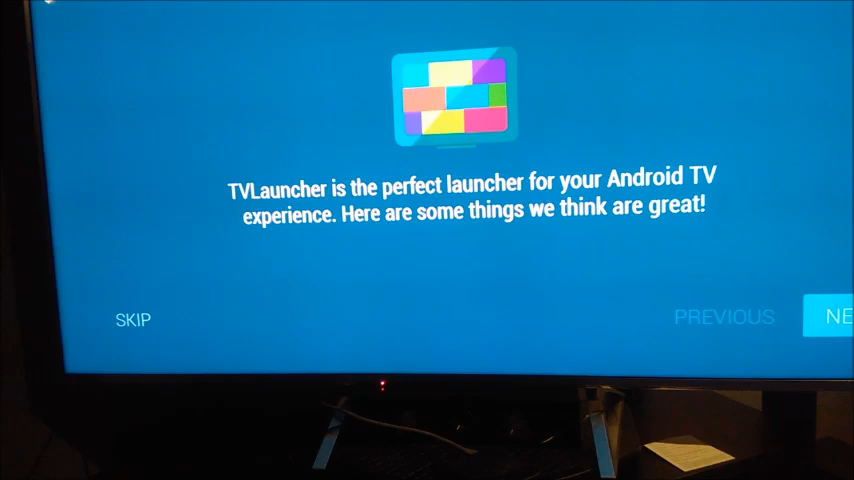 TVLauncher is the perfect launcher for your Android TV
experience. Here are some things we think are great!
SKIP
PREVIOUS
NE